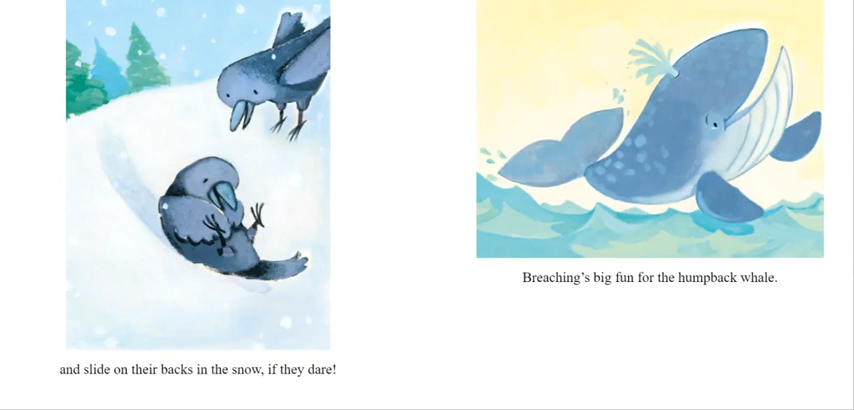 and slide on their backs in the snow, if they dare!
Breaching’s big fun for the humpback whale.